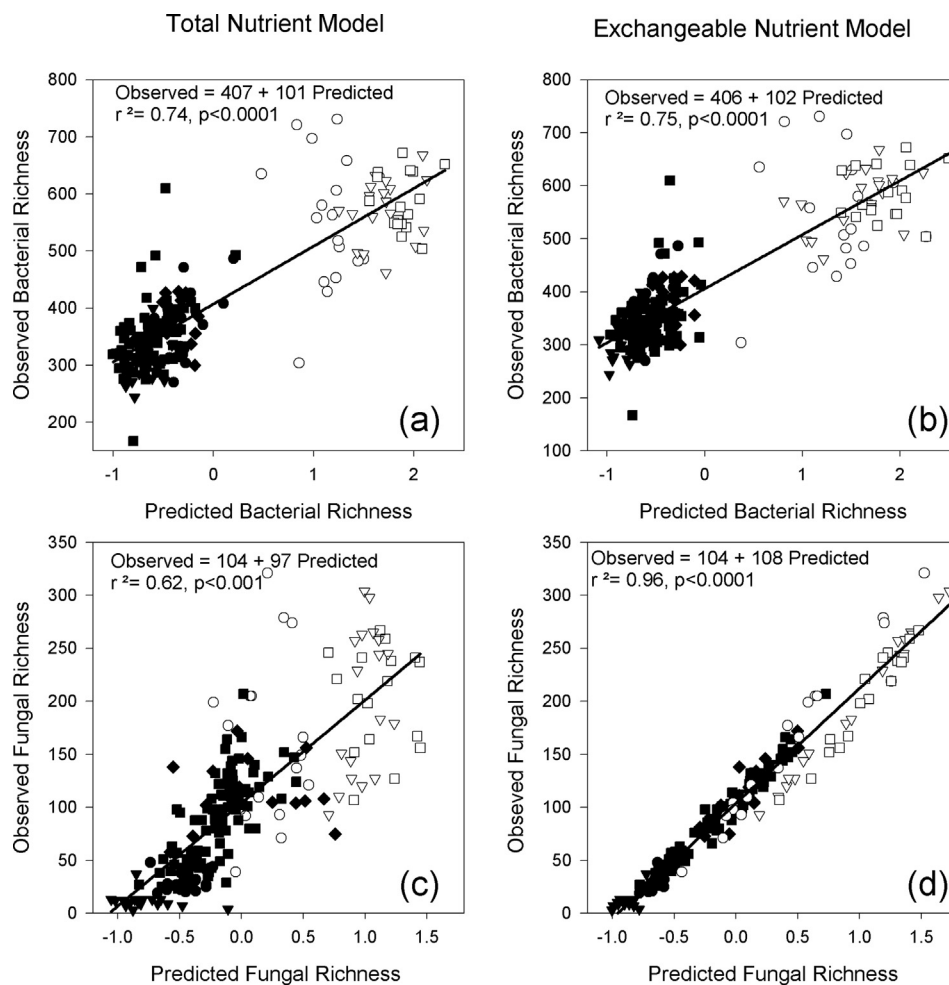 Total Nutrient Model
Exchangeable Nutrient Model
800
700
600
500
400
300
200
Observed Bacterial Richness
Observed = 407 + 101 Predicted
r ²= 0.74, p<0.0001
(a)
-1
0
1
2
Predicted Bacterial Richness
800
700
600
500
400
300
200
100
Observed Bacterial Richness
Observed = 406 + 102 Predicted
r ²= 0.75, p<0.0001
(b)
-1
0
1
2
Predicted Bacterial Richness
350
300
250
200
150
100
50
0
Observed Fungal Richness
Observed = 104 + 97 Predicted
r ²= 0.62, p<0.001
(c)
-1.0
-0.5
0.0
0.5
1.0
1.5
Predicted Fungal Richness
350
300
250
200
150
100
50
0
Obseved Fungal Richness
Observed = 104 + 108 Predicted
r ²= 0.96, p<0.0001
(d)
-1.0
-0.5
0.0
0.5
1.0
1.5
Predicted Fungal Richness